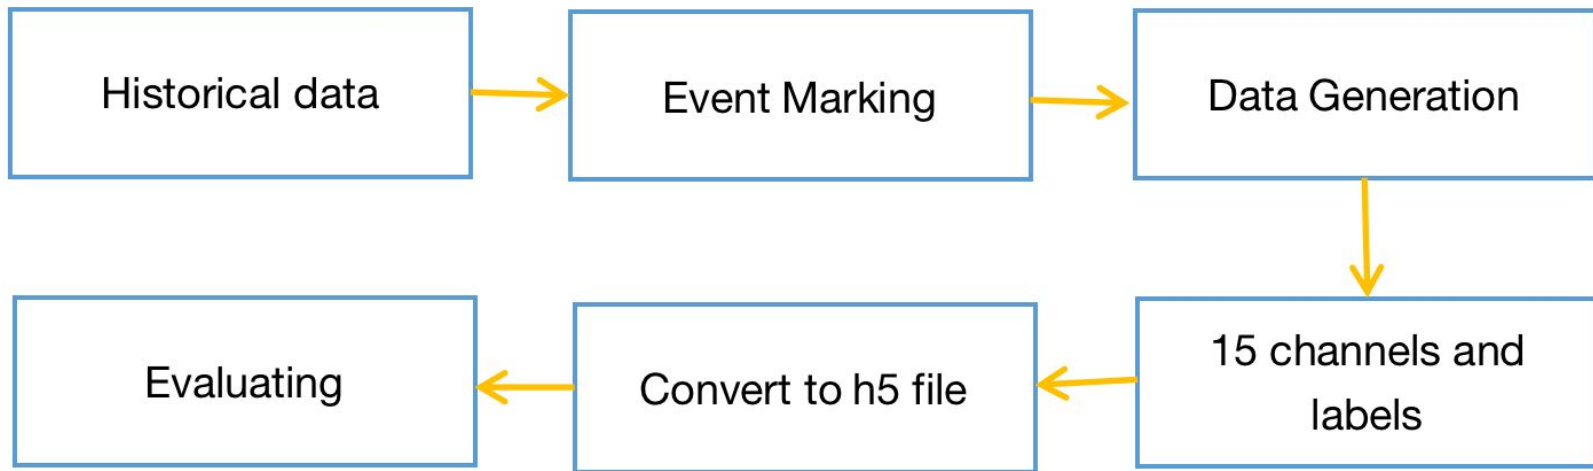 Historical data
Event Marking
Data Generation
15 channels and
labels
Convert to h5 file
Evaluating